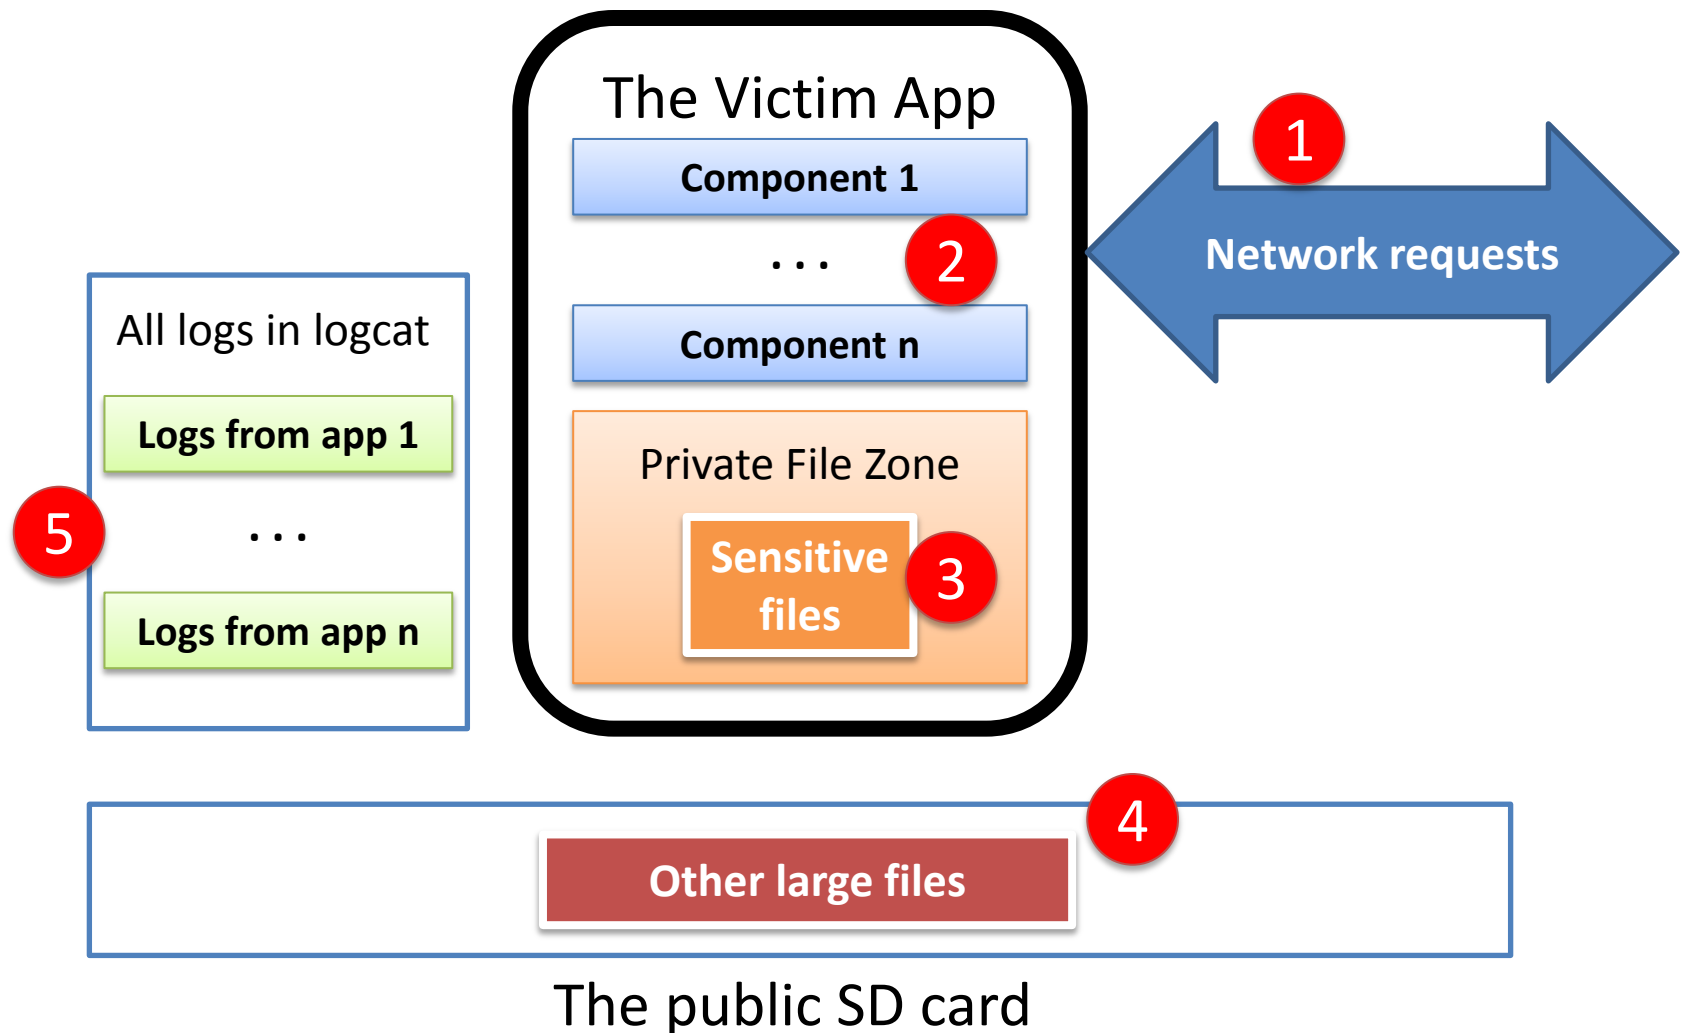 The Victim App
Component 1
...
2
Component n
Private File Zone
Sensitive
files
3
1
Network requests
All logs in logcat
Logs from app 1
5
...
Logs from app n
4
Other large files
The public SD card